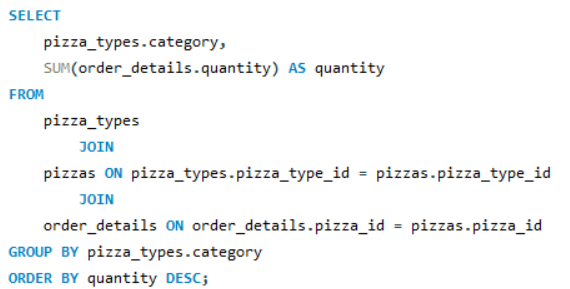 SELECT
    pizza_types.category,
    SUM(order_details.quantity) AS quantity
FROM
    pizza_types
        JOIN
    pizzas ON pizza_types.pizza_type_id = pizzas.pizza_type_id
        JOIN
    order_details ON order_details.pizza_id = pizzas.pizza_id
GROUP BY pizza_types.category
ORDER BY quantity DESC;